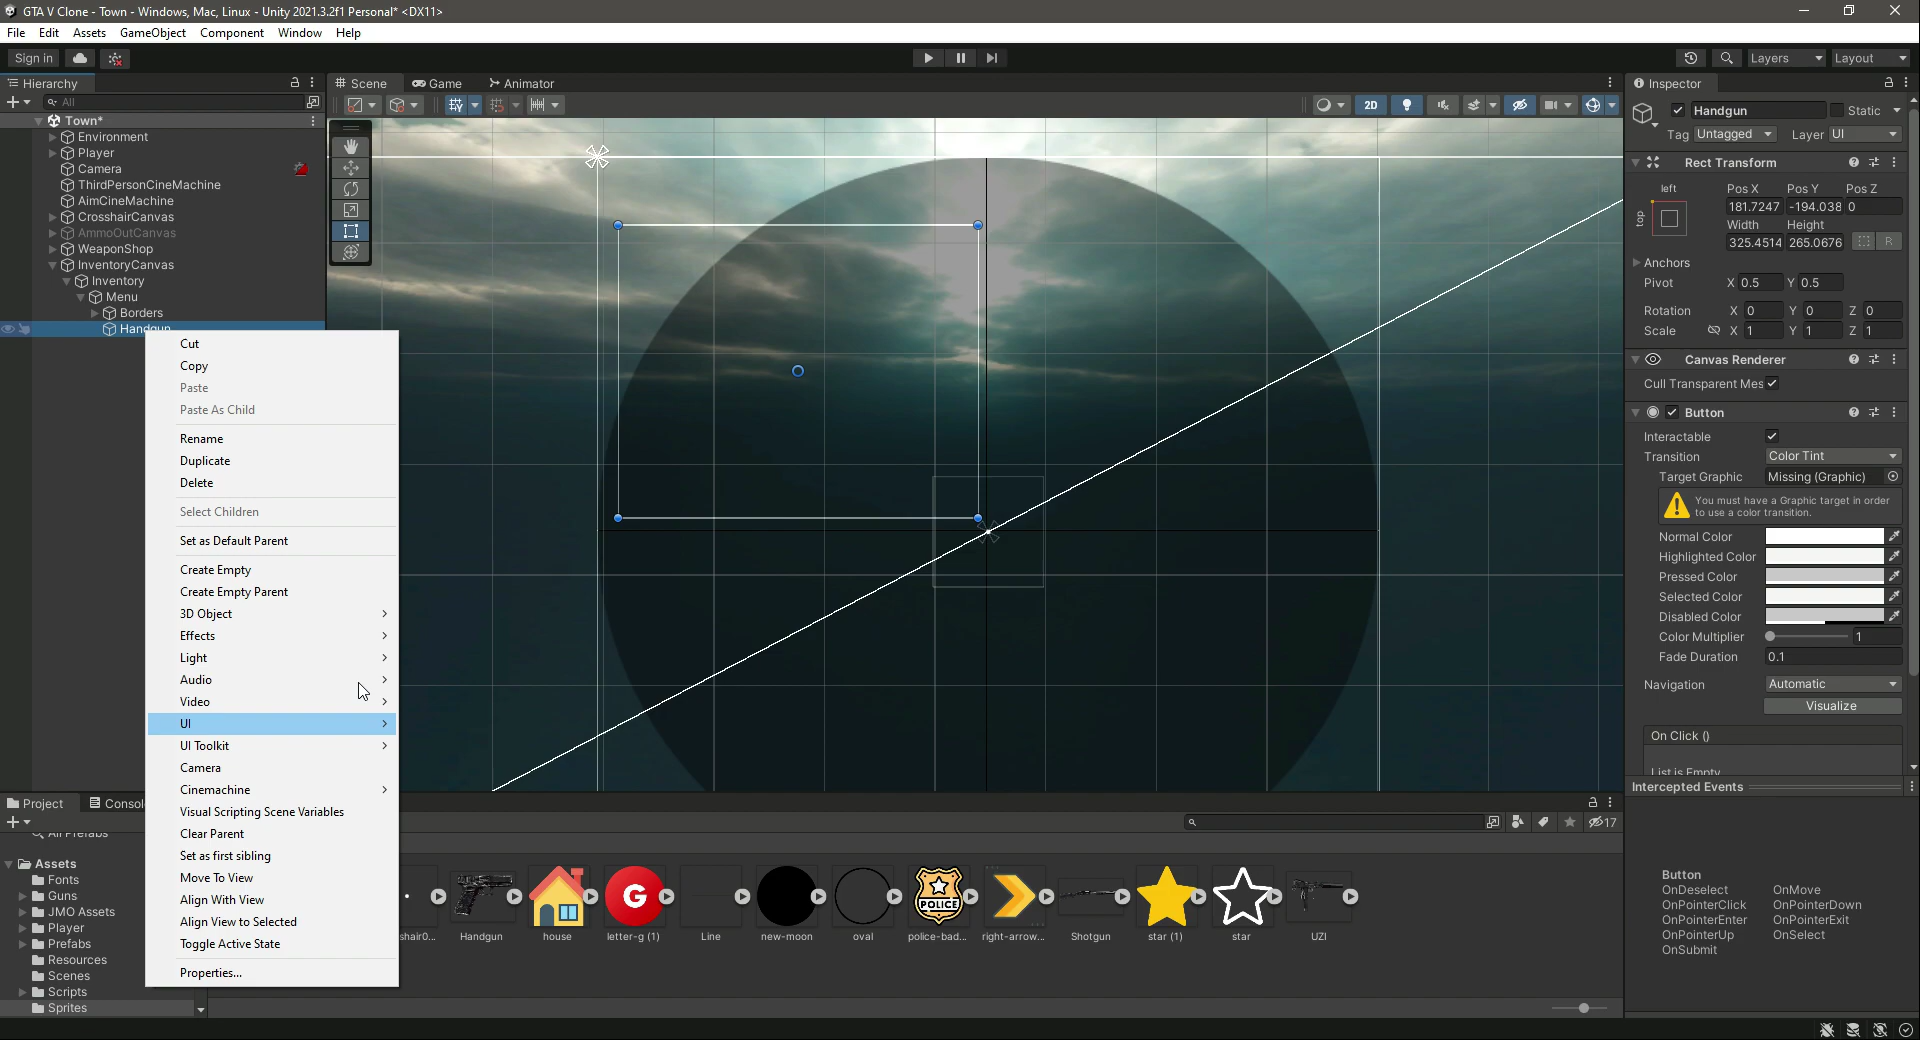 GTA V Clone - Town - Windows, Mac, Linux - Unity 2021.3.2f1 Personal* <DX11>
File Edit Assets GameObject Component Window Help
Sign in
Layers
Layout
Hierarchy
All
Town*
Environment
Player
Camera
ThirdPersonCineMachine
AimCineMachine
CrosshairCanvas
AmmoOutCanvas
WeaponShop
InventoryCanvas
Inventory
Menu
Borders
Handgun
Cut
Copy
Paste
Paste As Child
Rename
Duplicate
Delete
Select Children
Set as Default Parent
Create Empty
Create Empty Parent
3D Object
Effects
Light
Audio
Video
UI
UI Toolkit
Camera
Cinemachine
Visual Scripting Scene Variables
Clear Parent
Set as first sibling
Move To View
Align With View
Align View to Selected
Toggle Active State
Properties...
Scene
Game
Animator
2D
Inspector
Handgun
Static
Tag Untagged
Layer UI
Rect Transform
left
top
Pos X Pos Y Pos Z
181.7247 -194.038 0
Width Height
325.4514 265.0676
R
Anchors
Pivot X 0.5 Y 0.5
Rotation X 0 Y 0 Z 0
Scale X 1 Y 1 Z 1
Canvas Renderer
Cull Transparent Mes
Button
Interactable
Transition Color Tint
Target Graphic Missing (Graphic)
You must have a Graphic target in order
to use a color transition.
Normal Color
Highlighted Color
Pressed Color
Selected Color
Disabled Color
Color Multiplier 1
Fade Duration 0.1
Navigation Automatic
Visualize
On Click ()
List is Empty
Intercepted Events
Button
OnDeselect OnMove
OnPointerClick OnPointerDown
OnPointerEnter OnPointerExit
OnPointerUp OnSelect
OnSubmit
Project
Consol
All Prefabs
Assets
Fonts
Guns
JMO Assets
Player
Prefabs
Resources
Scenes
Scripts
Sprites
17
G
POLICE
shair0...
Handgun
house
letter-g (1)
Line
new-moon
oval
police-bad...
right-arrow...
Shotgun
star (1)
star
UZI